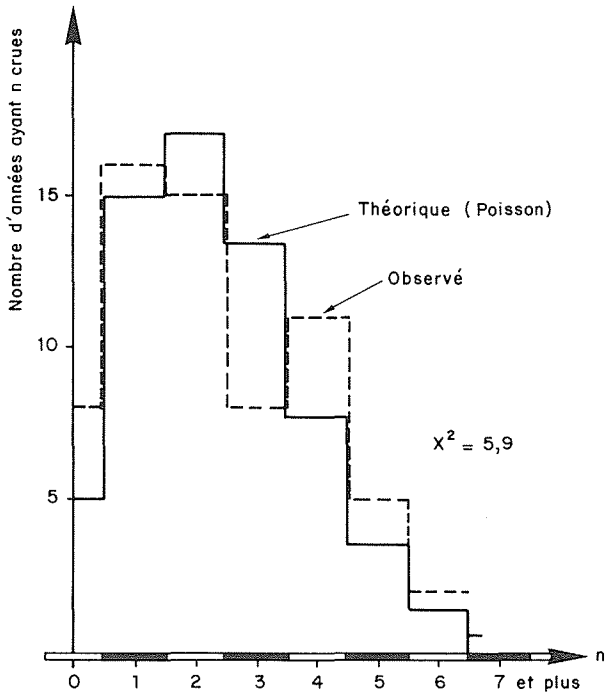 Nombre d'années ayant n crues
15
10
5
Théorique (Poisson)
Observé
X² = 5,9
n
0 1 2 3 4 5 6 7 et plus